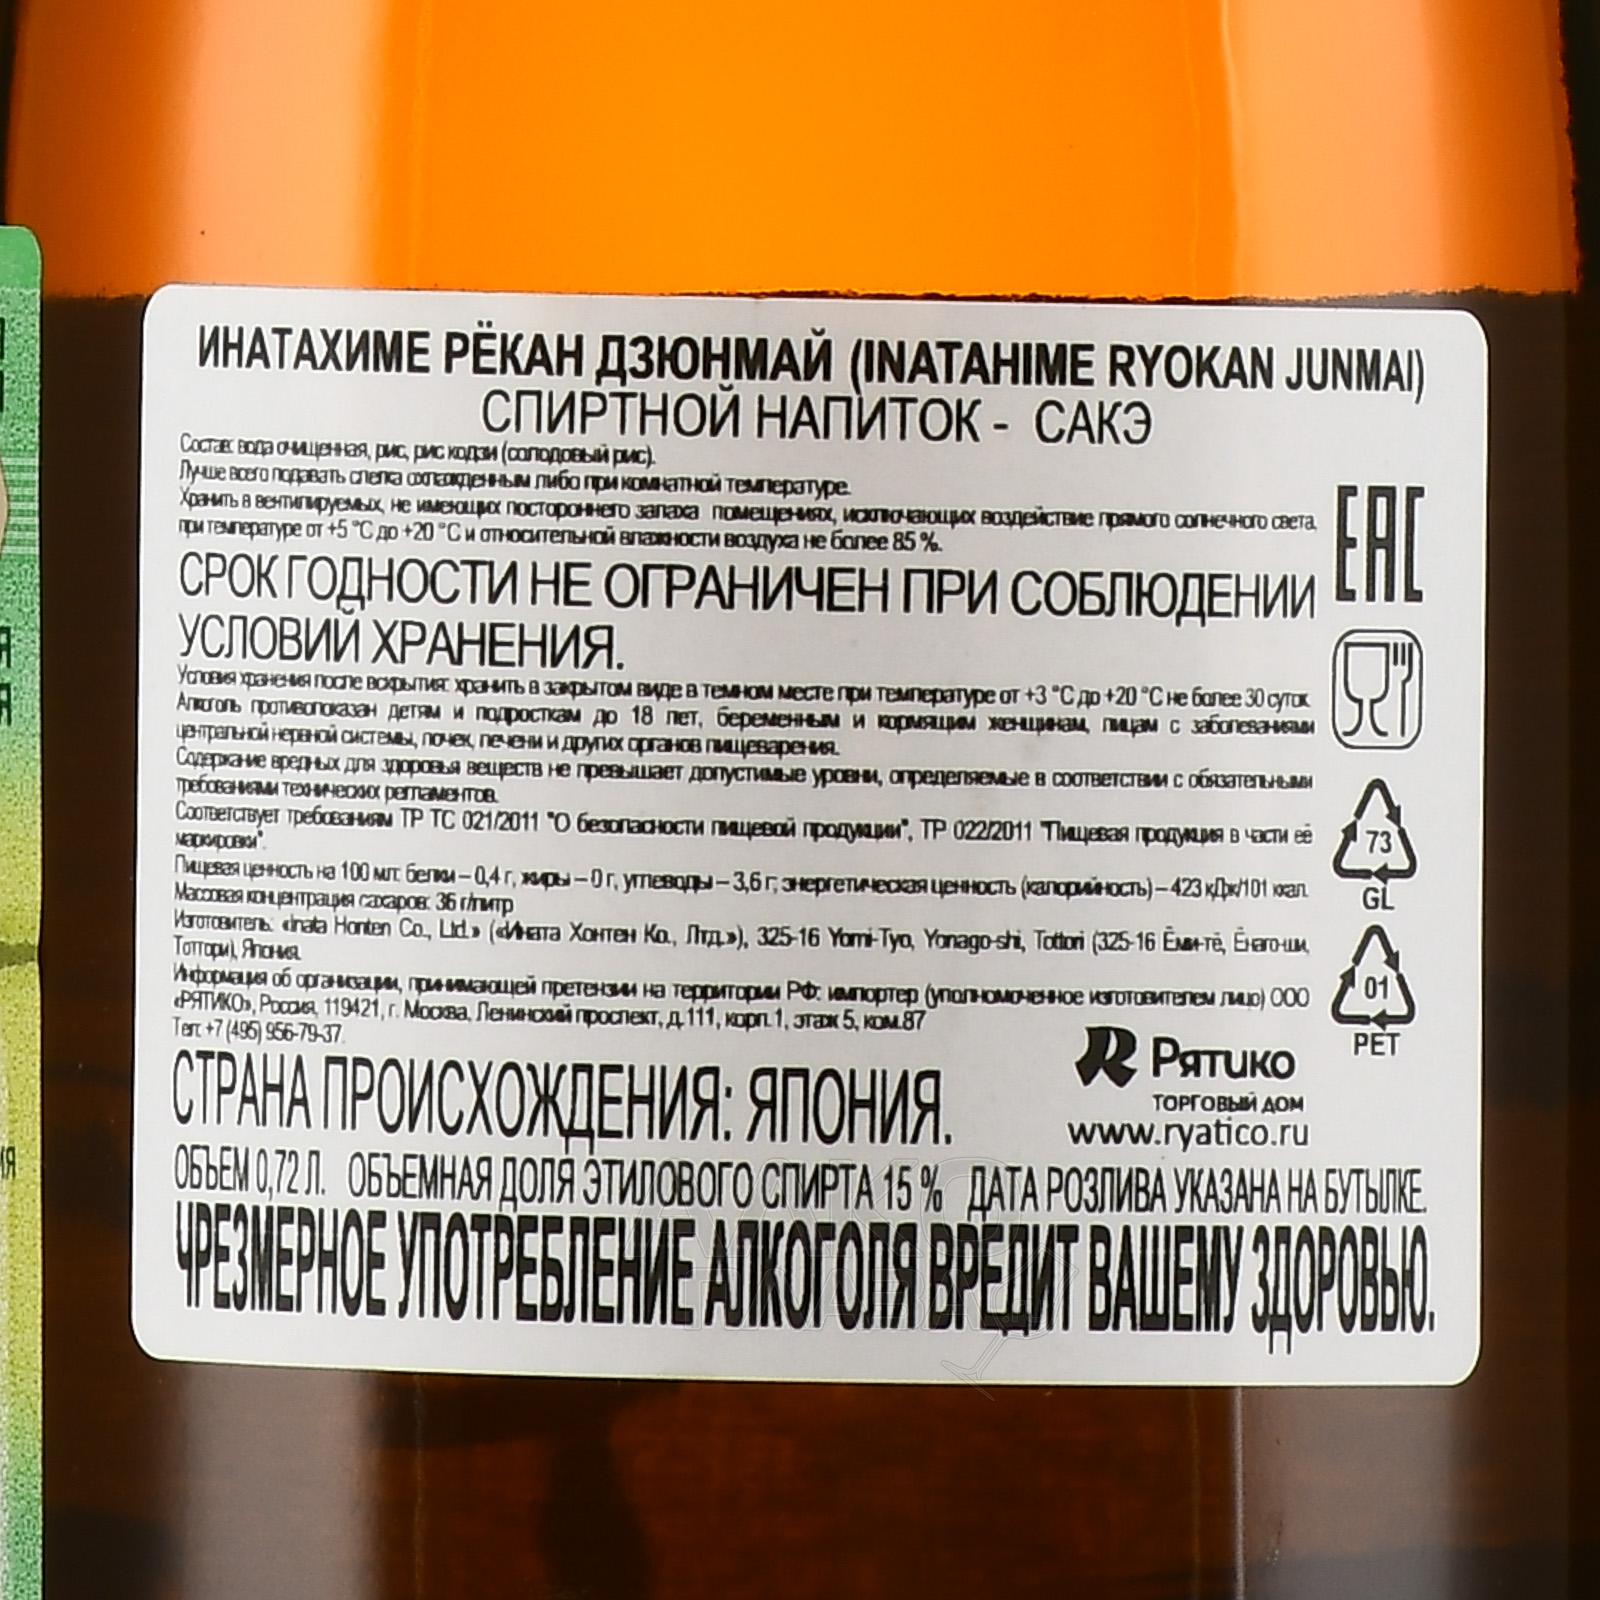 ИНАТАХИМЕ РЁКАН ДЗЮНМАЙ (INATAHIME RYOKAN JUNMAI)
СПИРТНОЙ НАПИТОК - САКЭ
Состав: вода очищенная, рис, рис кодзи (солодовый рис).
Лучше всего подавать слегка охлажденным либо при комнатной температуре.
Хранить в вентилируемых, не имеющих постороннего запаха помещениях, исключающих воздействие прямого солнечного света,
при температуре от +5 °C до +20 °C и относительной влажности воздуха не более 85 %.
СРОК ГОДНОСТИ НЕ ОГРАНИЧЕН ПРИ СОБЛЮДЕНИИ
УСЛОВИЙ ХРАНЕНИЯ.
Условия хранения после вскрытия: хранить в закрытом виде в темном месте при температуре от +3 °C до +20 °C не более 30 суток.
Алкоголь противопоказан детям и подросткам до 18 лет, беременным и кормящим женщинам, лицам с заболеваниями
центральной нервной системы, почек, печени и других органов пищеварения.
Содержание вредных для здоровья веществ не превышает допустимые уровни, определяемые в соответствии с обязательными
требованиями технических регламентов.
Соответствует требованиям ТР ТС 021/2011 "О безопасности пищевой продукции", ТР 022/2011 "Пищевая продукция в части её
маркировки".
Пищевая ценность на 100 мл: белки – 0,4 г, жиры – 0 г, углеводы – 3,6 г; энергетическая ценность (калорийность) – 423 кДж/101 ккал.
Массовая концентрация сахаров: 36 г/литр
Изготовитель: «Inata Honten Co., Ltd.» («Ината Хонтен Ко., Лтд.»), 325-16 Yomi-Tyo, Yonago-shi, Tottori (325-16 Ёми-тё, Ёнаго-ши,
Тоттори), Япония.
Информация об организации, принимающей претензии на территории РФ: импортер (уполномоченное изготовителем лицо) ООО
«РЯТИКО», Россия, 119421, г. Москва, Ленинский проспект, д.111, корп.1, этаж 5, ком.87
Тел: +7 (495) 956-79-37.
СТРАНА ПРОИСХОЖДЕНИЯ: ЯПОНИЯ.
ОБЪЕМ 0,72 Л. ОБЪЕМНАЯ ДОЛЯ ЭТИЛОВОГО СПИРТА 15 % ДАТА РОЗЛИВА УКАЗАНА НА БУТЫЛКЕ.
ЧРЕЗМЕРНОЕ УПОТРЕБЛЕНИЕ АЛКОГОЛЯ ВРЕДИТ ВАШЕМУ ЗДОРОВЬЮ.
EAC
73
GL
01
PET
РЯТИКО
ТОРГОВЫЙ ДОМ
www.ryatico.ru